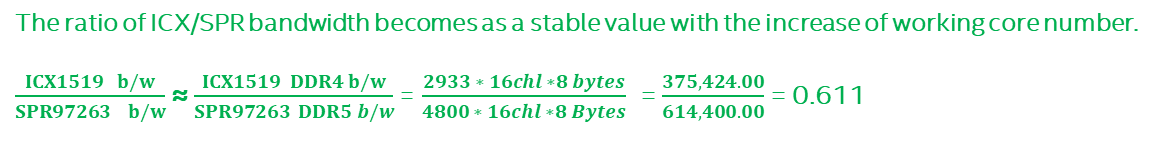 The ratio of ICX/SPR bandwidth becomes as a stable value with the increase of working core number.
ICX1519 b/w ICX1519 DDR4 b/w 2933 * 16chl *8 bytes 375,424.00
≈ = = = 0.611
SPR97263 b/w SPR97263 DDR5 b/w 4800 * 16chl *8 Bytes 614,400.00